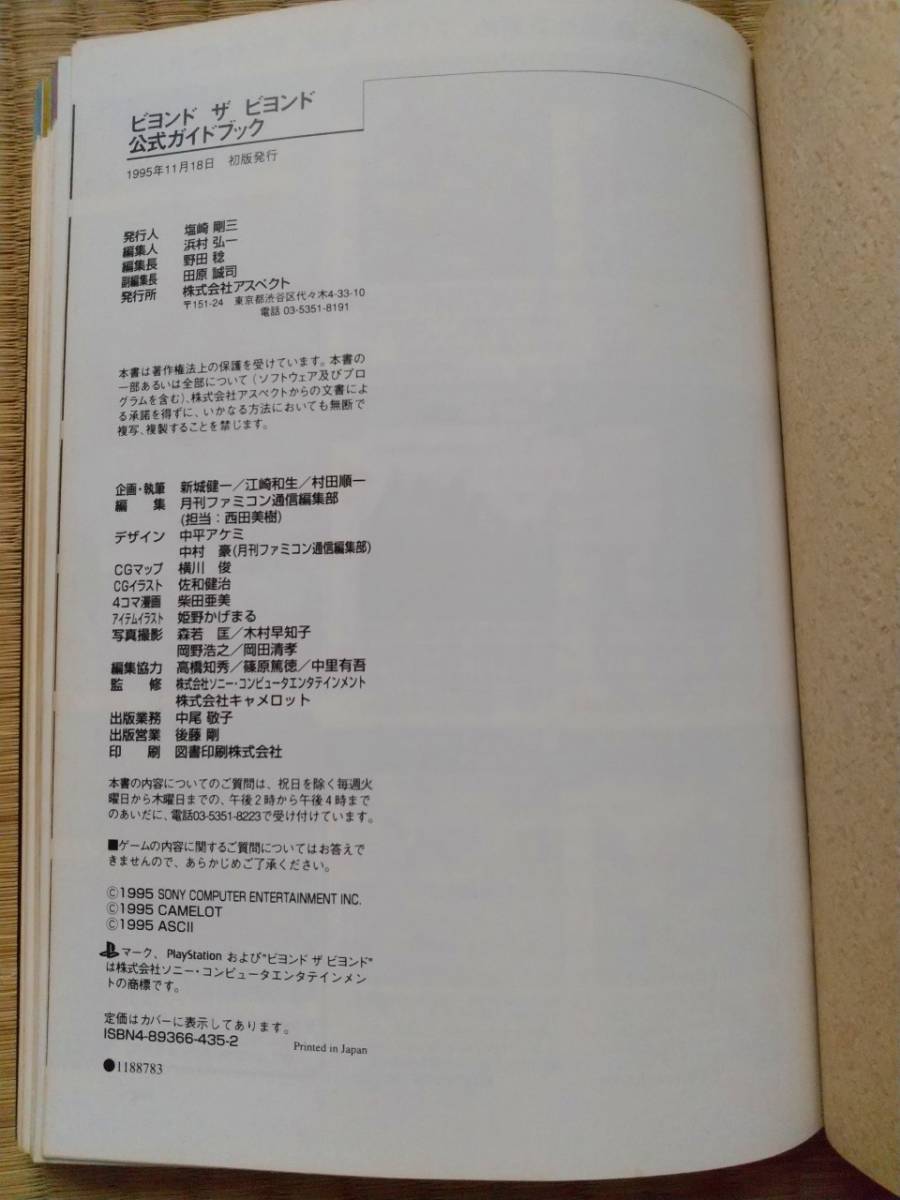 ビヨンド ザ ビヨンド
公式ガイドブック
1995年11月18日　初版発行
発行人　塩崎 剛三
編集人　浜村 弘一
編集長　野田 稔
副編集長　田原 誠司
発行所　株式会社アスペクト
〒151-24　東京都渋谷区代々木4-33-10
電話 03-5351-8191
本書は著作権法上の保護を受けています。本書の
一部あるいは全部について（ソフトウェア及びプロ
グラムを含む）、株式会社アスペクトからの文書によ
る承諾を得ずに、いかなる方法においても無断で
複写、複製することを禁じます。
企画・執筆　新城健一／江崎和生／村田順一
編　集　月刊ファミコン通信編集部
(担当：西田美樹)
デザイン　中平アケミ
中村　豪(月刊ファミコン通信編集部)
CGマップ　横川　俊
CGイラスト　佐和健治
4コマ漫画　柴田亜美
アイテムイラスト　姫野かげまる
写真撮影　森若　匡／木村早知子
岡野浩之／岡田清孝
編集協力　高橋知秀／篠原篤徳／中里有吾
監　修　株式会社ソニー・コンピュータエンタテインメント
株式会社キャメロット
出版業務　中尾 敬子
出版営業　後藤 剛
印　刷　図書印刷株式会社
本書の内容についてのご質問は、祝日を除く毎週火
曜日から木曜日までの、午後２時から午後４時まで
のあいだに、電話03-5351-8223で受け付けています。
■ゲームの内容に関するご質問についてはお答えで
きませんので、あらかじめご了承ください。
©1995 SONY COMPUTER ENTERTAINMENT INC.
©1995 CAMELOT
©1995 ASCII
マーク、PlayStation および"ビヨンド ザ ビヨンド"
は株式会社ソニー・コンピュータエンタテインメン
トの商標です。
定価はカバーに表示してあります。
ISBN4-89366-435-2
Printed in Japan
●1188783